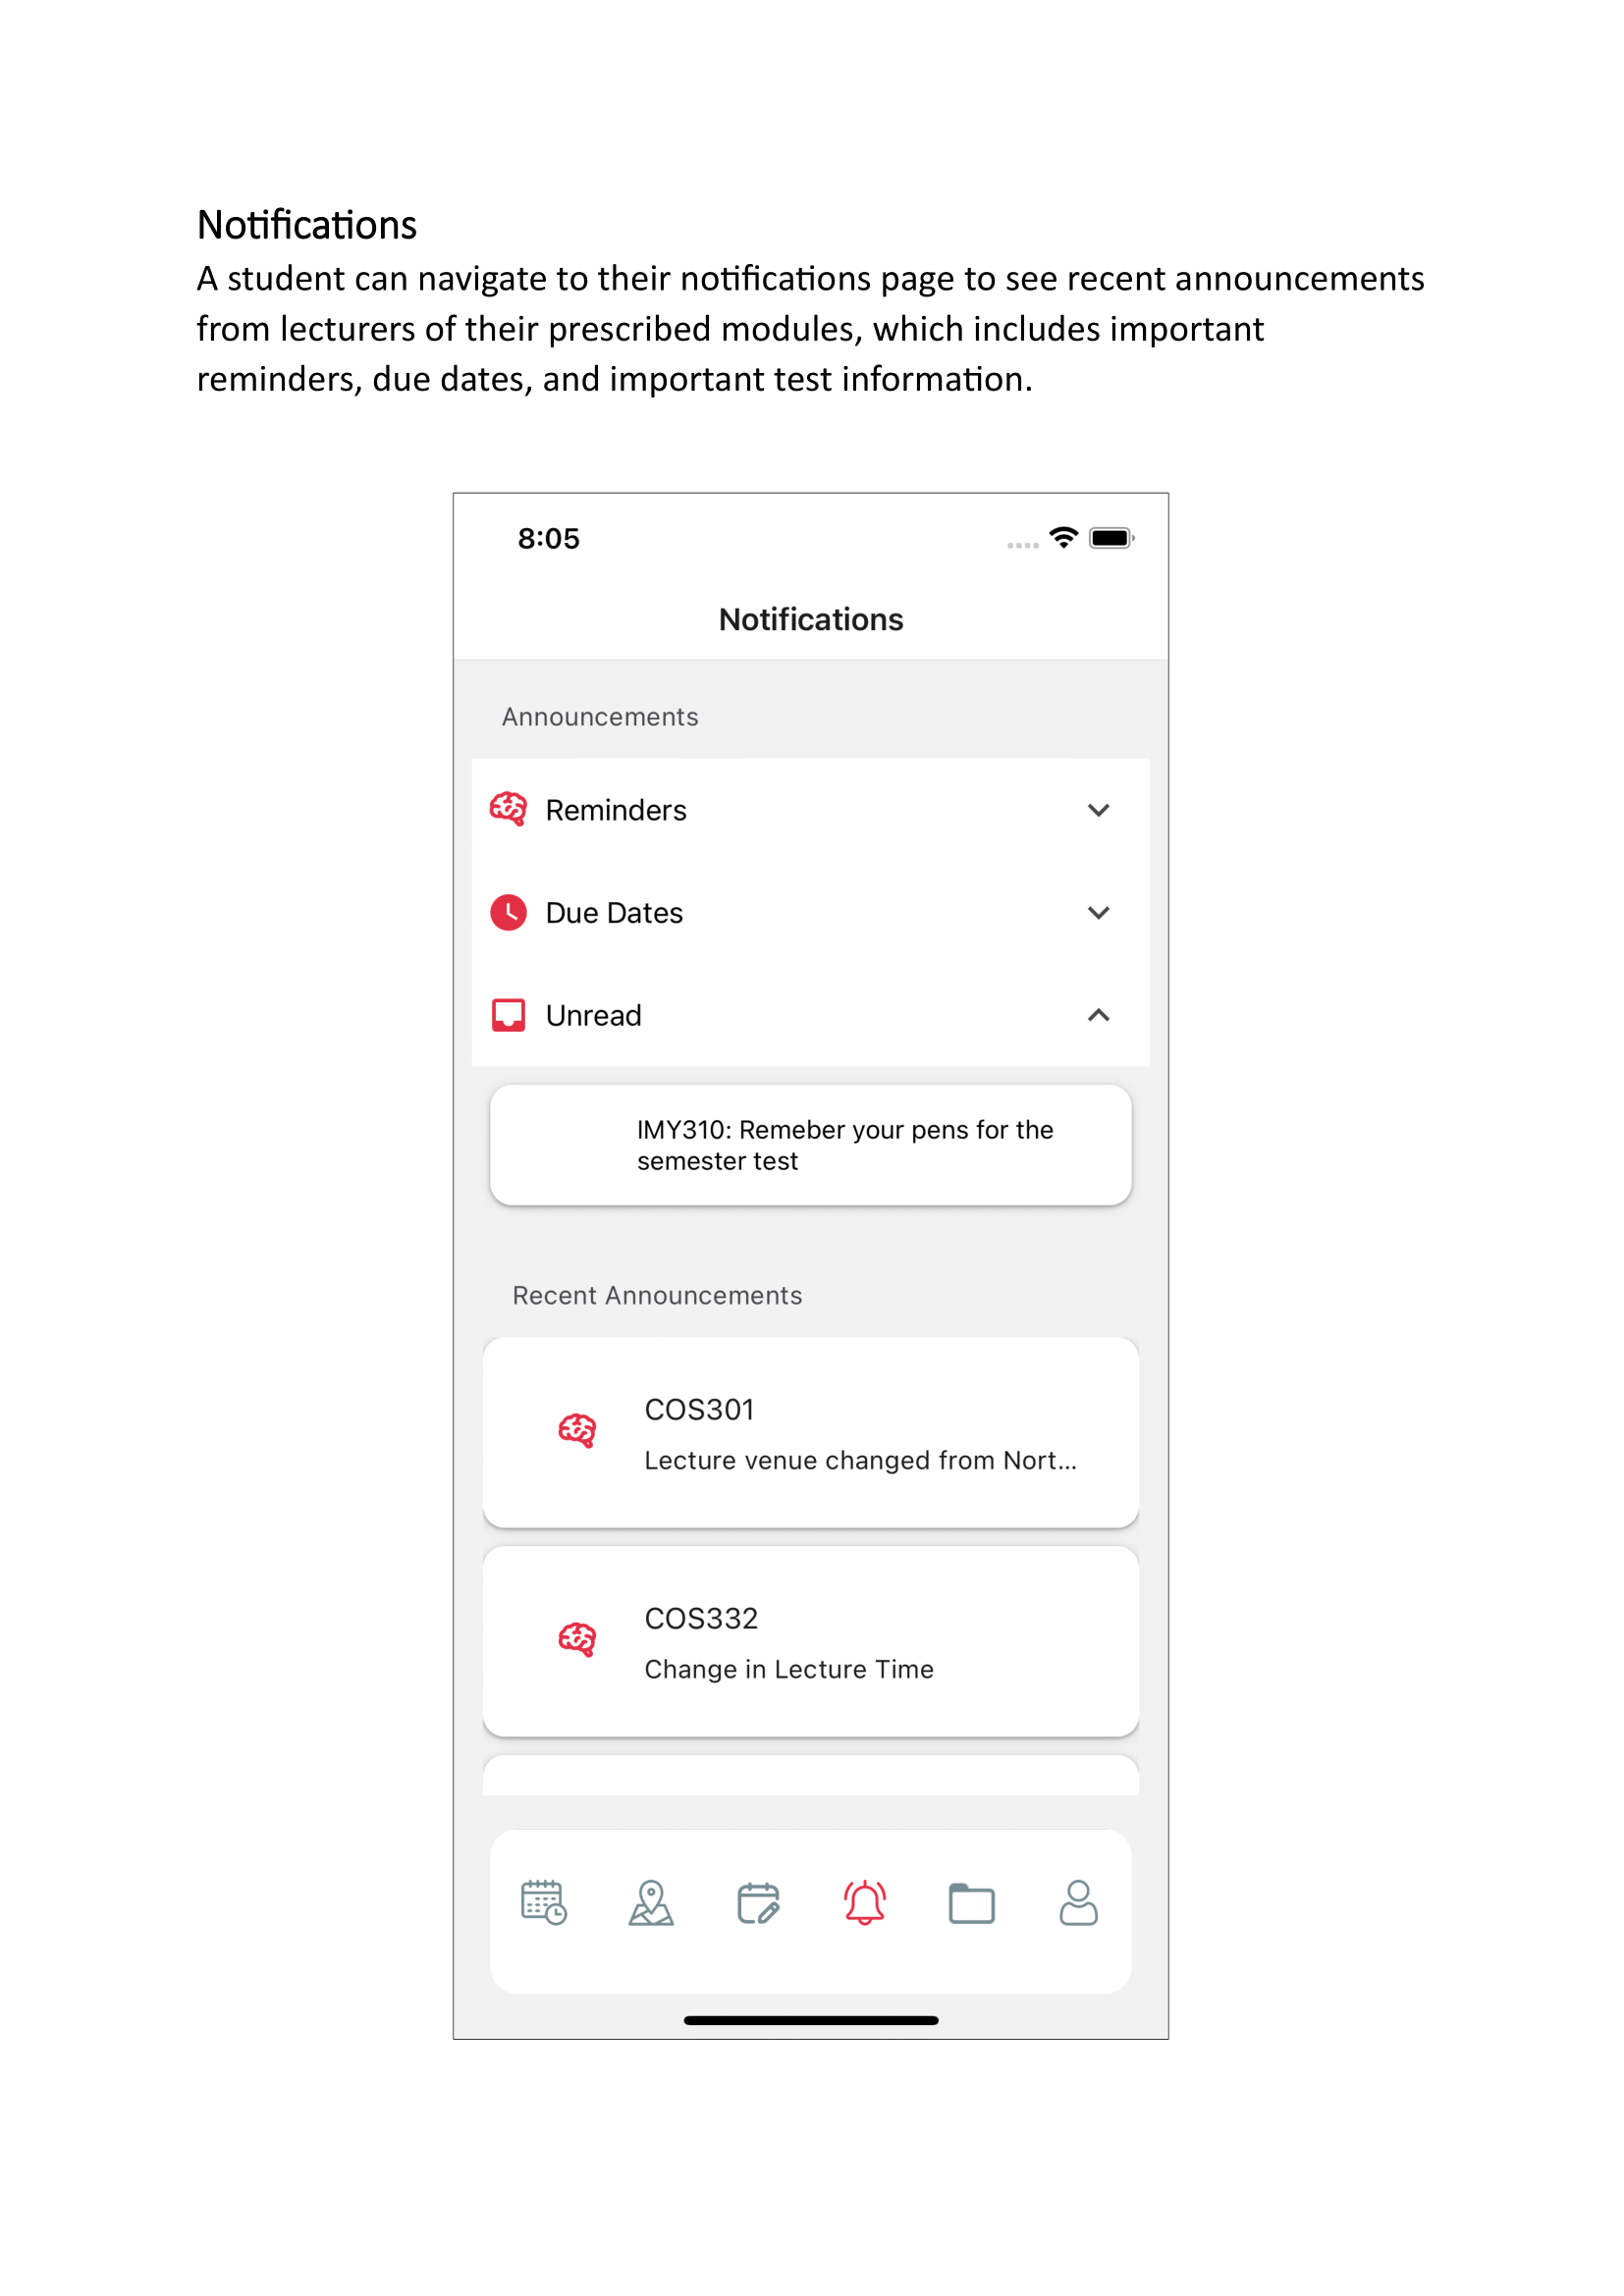 Notifications
A student can navigate to their notifications page to see recent announcements
from lecturers of their prescribed modules, which includes important
reminders, due dates, and important test information.
8:05
Notifications
Announcements
Reminders
Due Dates
Unread
IMY310: Remeber your pens for the
semester test
Recent Announcements
COS301
Lecture venue changed from Nort...
COS332
Change in Lecture Time